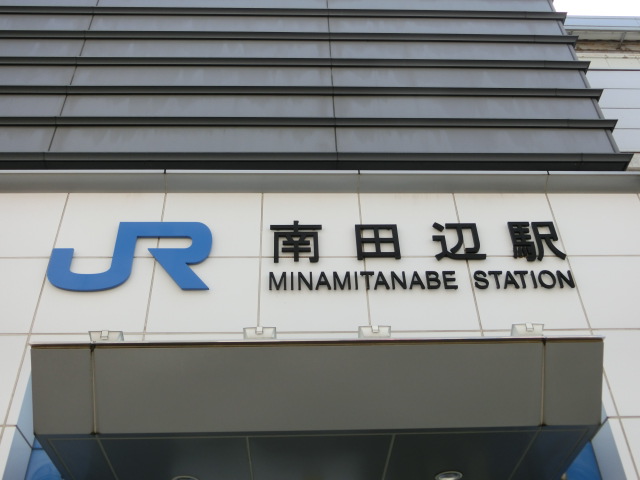 JR 南田辺駅
MINAMITANABE STATION